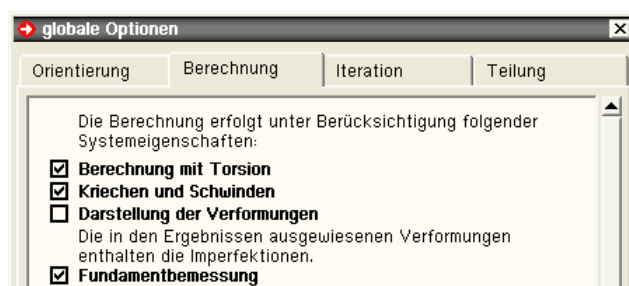 globale Optionen
Orientierung Berechnung Iteration Teilung
Die Berechnung erfolgt unter Berücksichtigung folgender
Systemeigenschaften:
Berechnung mit Torsion
Kriechen und Schwinden
Darstellung der Verformungen
Die in den Ergebnissen ausgewiesenen Verformungen
enthalten die Imperfektionen.
Fundamentbemessung